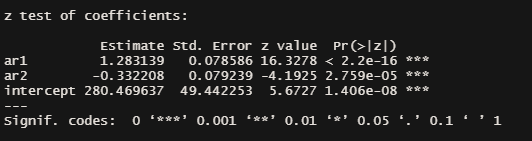 z test of coefficients:
Estimate Std. Error z value Pr(>|z|)
ar1 1.283139 0.078586 16.3278 < 2.2e-16 ***
ar2 -0.332208 0.079239 -4.1925 2.759e-05 ***
intercept 280.469637 49.442253 5.6727 1.406e-08 ***
---
Signif. codes: 0 ‘***’ 0.001 ‘**’ 0.01 ‘*’ 0.05 ‘.’ 0.1 ‘ ’ 1